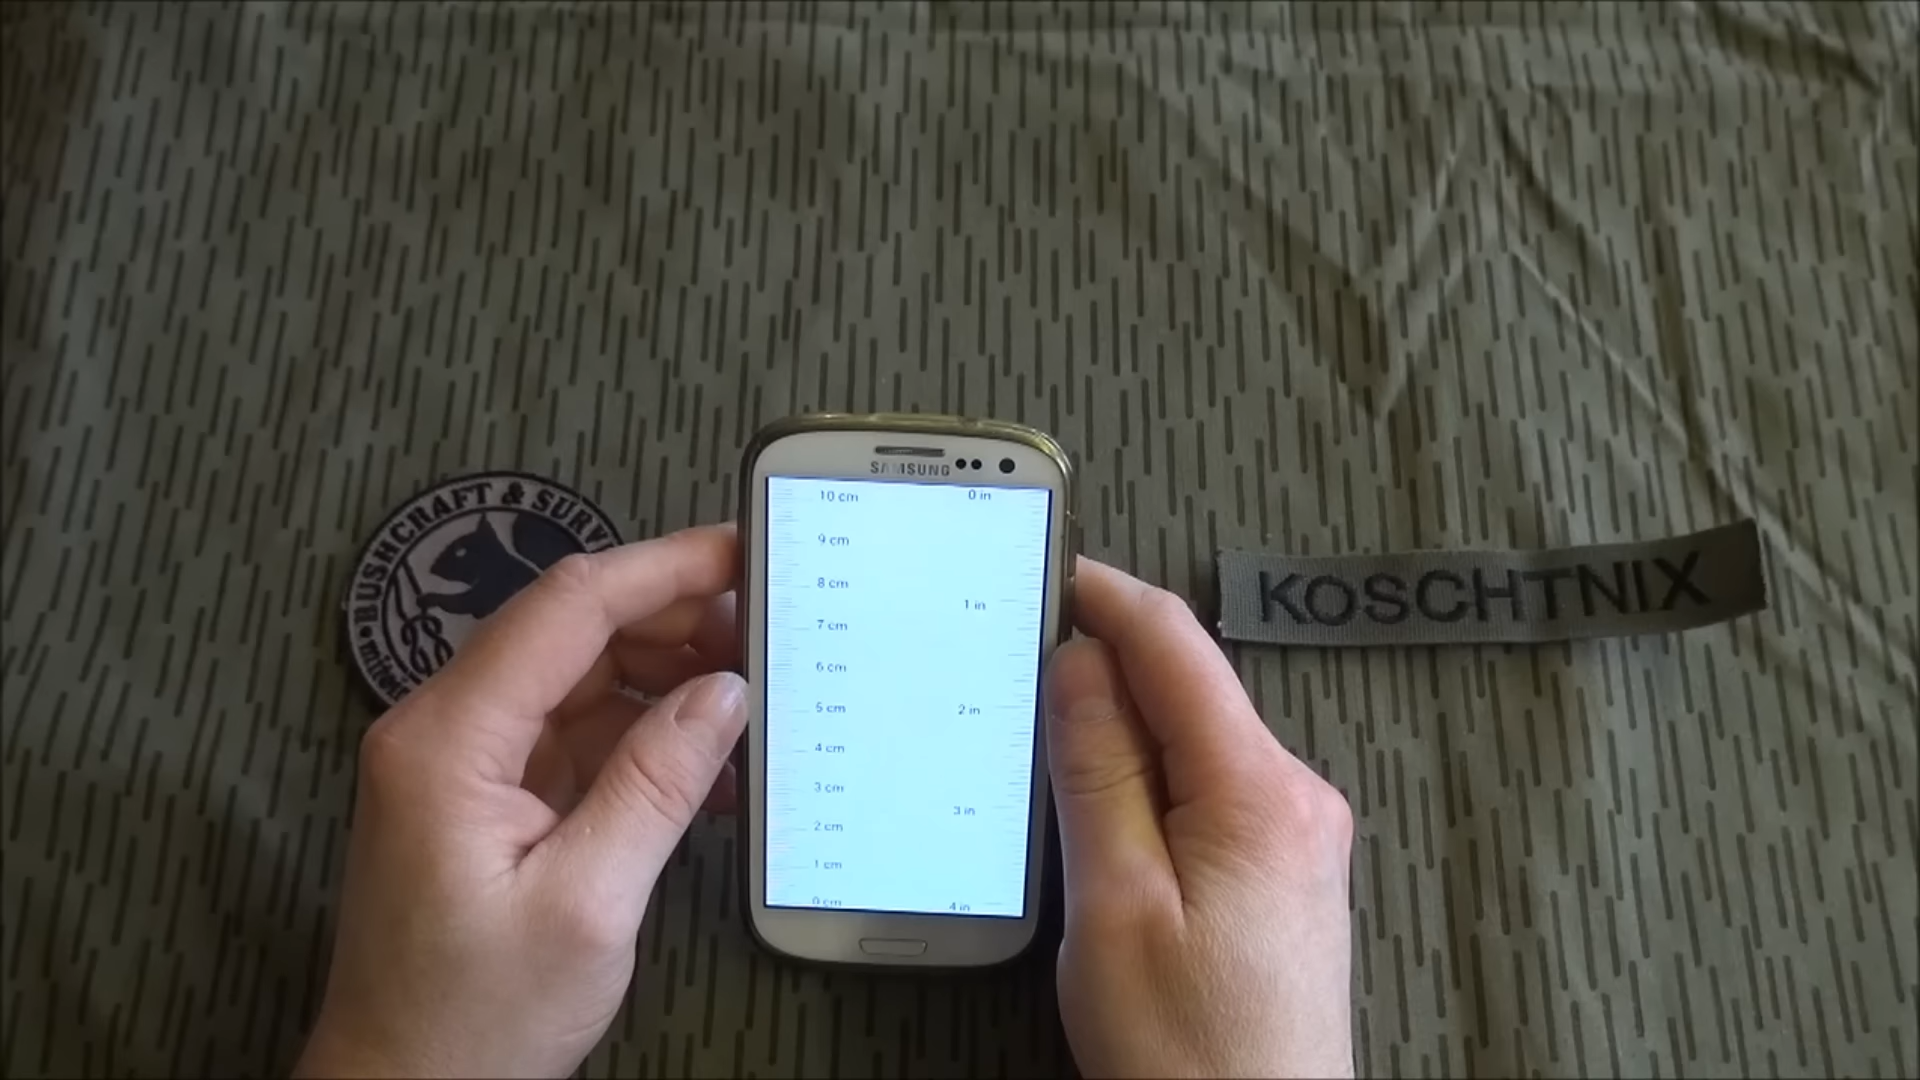 SAMSUNG
10 cm
0 in
9 cm
8 cm
1 in
7 cm
6 cm
5 cm
2 in
4 cm
3 cm
3 in
2 cm
1 cm
0 cm
4 in
BUSHCRAFT & SURV
KOSCHTNIX